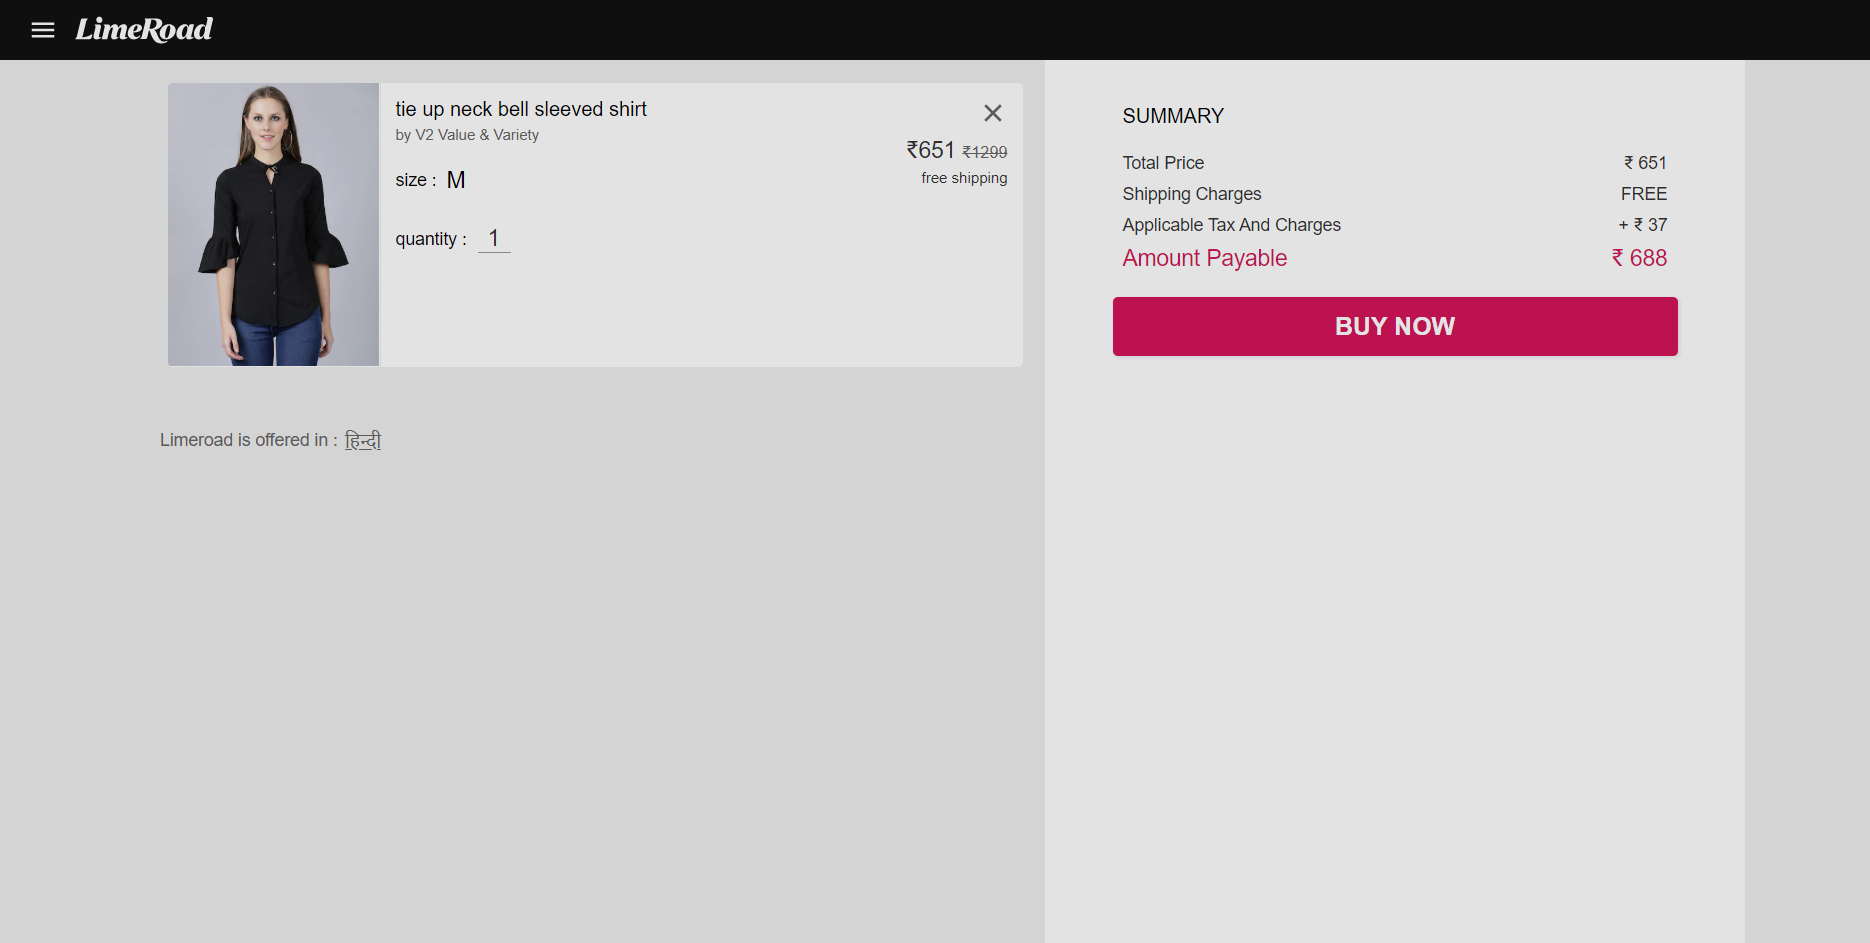 LimeRoad
tie up neck bell sleeved shirt
by V2 Value & Variety
₹651 ₹1299
free shipping
size : M
quantity : 1
Limeroad is offered in : हिन्दी
SUMMARY
Total Price ₹ 651
Shipping Charges FREE
Applicable Tax And Charges + ₹ 37
Amount Payable ₹ 688
BUY NOW